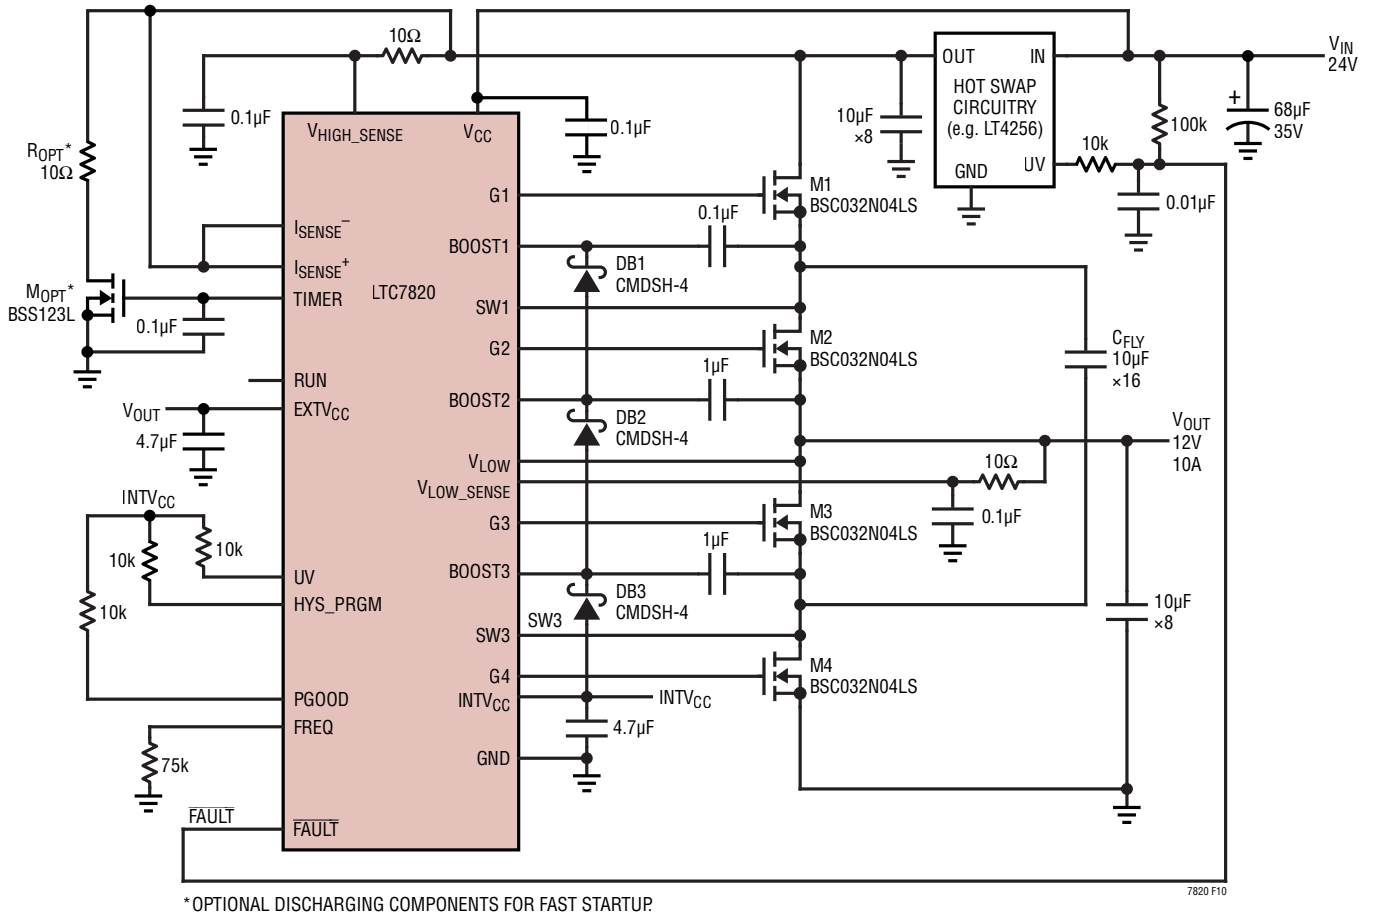 10Ω
0.1µF
VHIGH_SENSE
VCC
0.1µF
ROPT*
10Ω
ISENSE–
ISENSE+
TIMER
LTC7820
MOPT*
BSS123L
0.1µF
RUN
VOUT
EXTVCC
4.7µF
INTVCC
10k
10k
10k
UV
HYS_PRGM
PGOOD
FREQ
75k
FAULT
FAULT
G1
BOOST1
SW1
G2
BOOST2
VLOW
VLOW_SENSE
G3
BOOST3
SW3
SW3
G4
INTVCC
INTVCC
GND
4.7µF
0.1µF
DB1
CMDSH-4
1µF
DB2
CMDSH-4
1µF
DB3
CMDSH-4
M1
BSC032N04LS
M2
BSC032N04LS
M3
BSC032N04LS
M4
BSC032N04LS
10µF
×8
OUT
IN
HOT SWAP
CIRCUITRY
(e.g. LT4256)
GND
UV
10k
100k
0.01µF
VIN
24V
+
68µF
35V
CFLY
10µF
×16
VOUT
12V
10A
10Ω
0.1µF
10µF
×8
7820 F10
*OPTIONAL DISCHARGING COMPONENTS FOR FAST STARTUP.